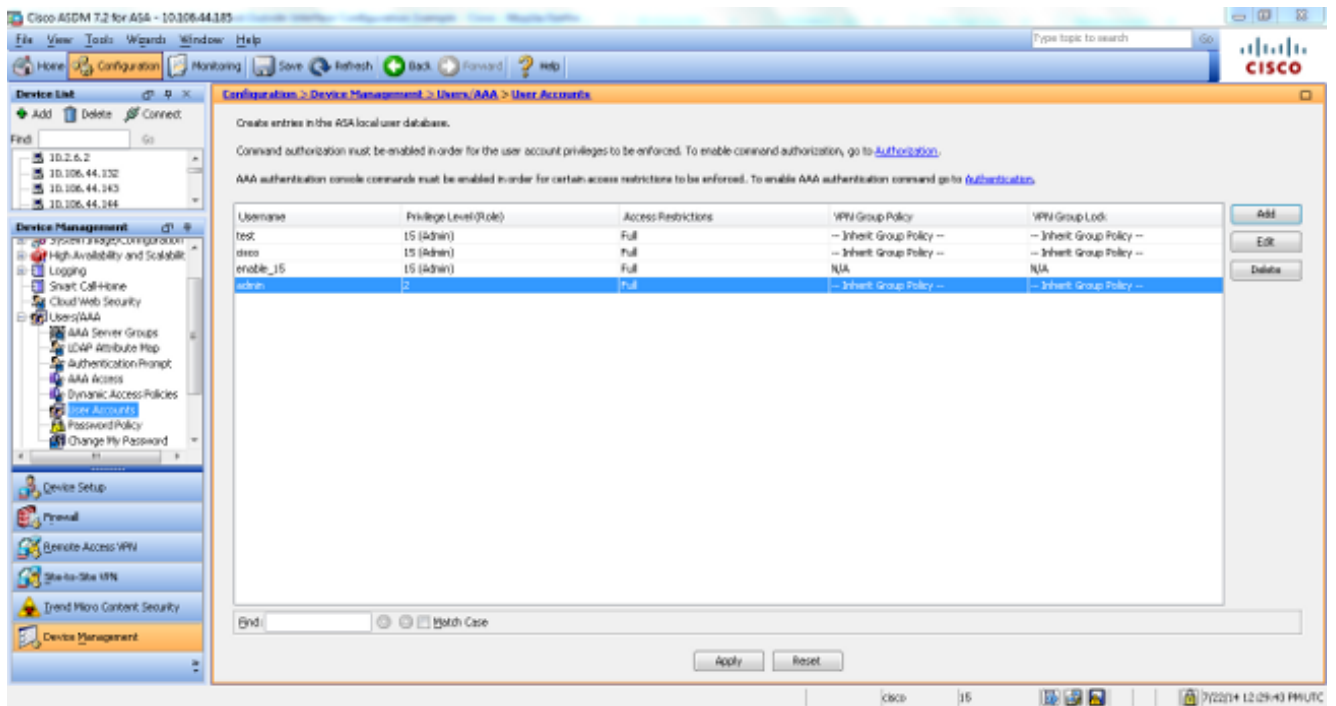 Cisco ASDM 7.2 for ASA - 10.106.44.185
File View Tools Wizards Window Help
Type topic to search Go
Home Configuration Monitoring Save Refresh Back Forward Help
CISCO
Device List
Add Delete Connect
Find: Go
10.2.6.2
10.106.44.132
10.106.44.143
10.106.44.144
Device Management
System Image/Configuration
High Availability and Scalabilit
Logging
Smart Call-Home
Cloud Web Security
Users/AAA
AAA Server Groups
LDAP Attribute Map
Authentication Prompt
AAA Access
Dynamic Access Policies
User Accounts
Password Policy
Change My Password
Device Setup
Firewall
Remote Access VPN
Site-to-Site VPN
Trend Micro Content Security
Device Management
Configuration > Device Management > Users/AAA > User Accounts
Create entries in the ASA local user database.
Command authorization must be enabled in order for the user account privileges to be enforced. To enable command authorization, go to Authorization.
AAA authentication console commands must be enabled in order for certain access restrictions to be enforced. To enable AAA authentication command go to Authentication.
Username Privilege Level (Role) Access Restrictions VPN Group Policy VPN Group Lock
test 15 (Admin) Full -- Inherit Group Policy -- -- Inherit Group Policy --
cisco 15 (Admin) Full -- Inherit Group Policy -- -- Inherit Group Policy --
enable_15 15 (Admin) Full N/A N/A
admin 2 Full -- Inherit Group Policy -- -- Inherit Group Policy --
Add
Edit
Delete
Find: Match Case
Apply Reset
cisco 15 7/22/14 12:29:43 PM UTC